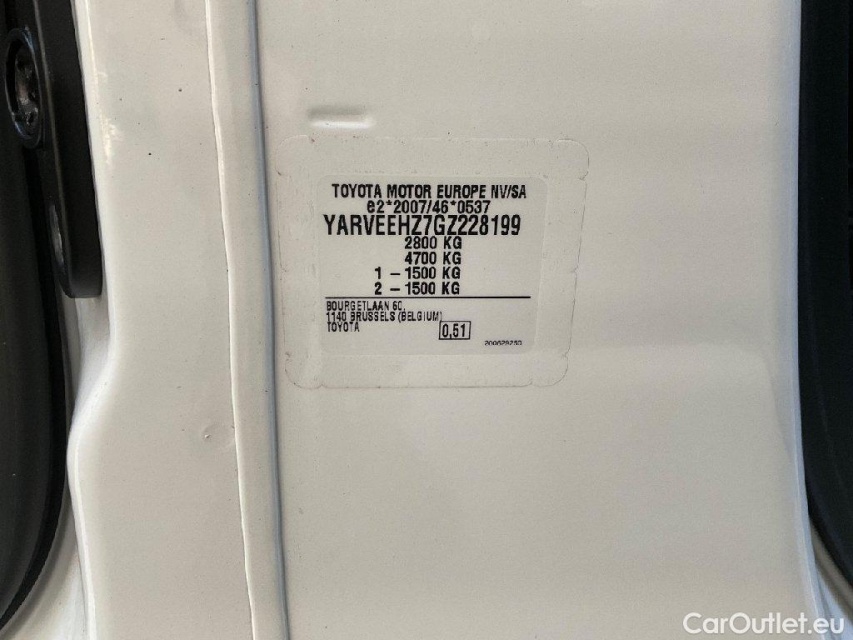 TOYOTA MOTOR EUROPE NV/SA
e2*2007/46*0537
YARVEEHZ7GZ228199
2800 KG
4700 KG
1 - 1500 KG
2 - 1500 KG
BOURGETLAAN 60,
1140 BRUSSELS (BELGIUM)
TOYOTA
0,51
CarOutlet.eu